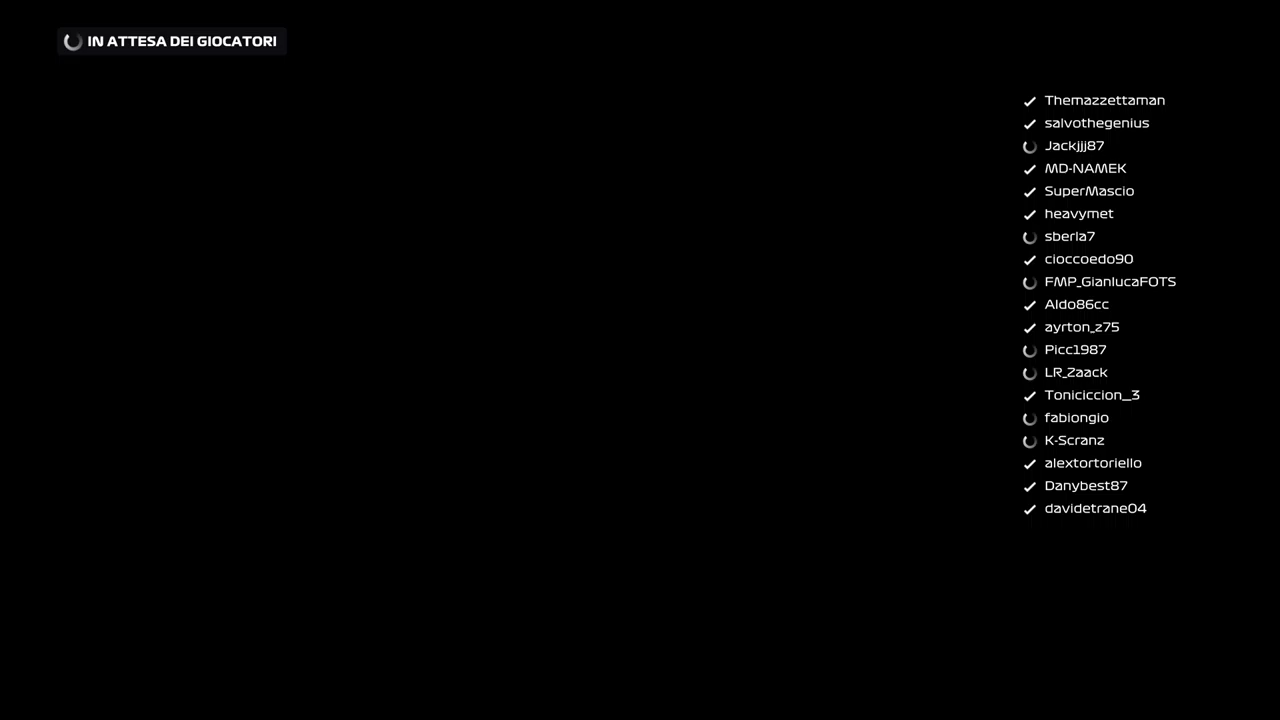 IN ATTESA DEI GIOCATORI
Themazzettaman
salvothegenius
Jackjjj87
MD-NAMEK
SuperMascio
heavymet
sberla7
cioccoedo90
FMP_GianlucaFOTS
Aldo86cc
ayrton_z75
Picc1987
LR_Zaack
Toniciccion__3
fabiongio
K-Scranz
alextortoriello
Danybest87
davidetrane04